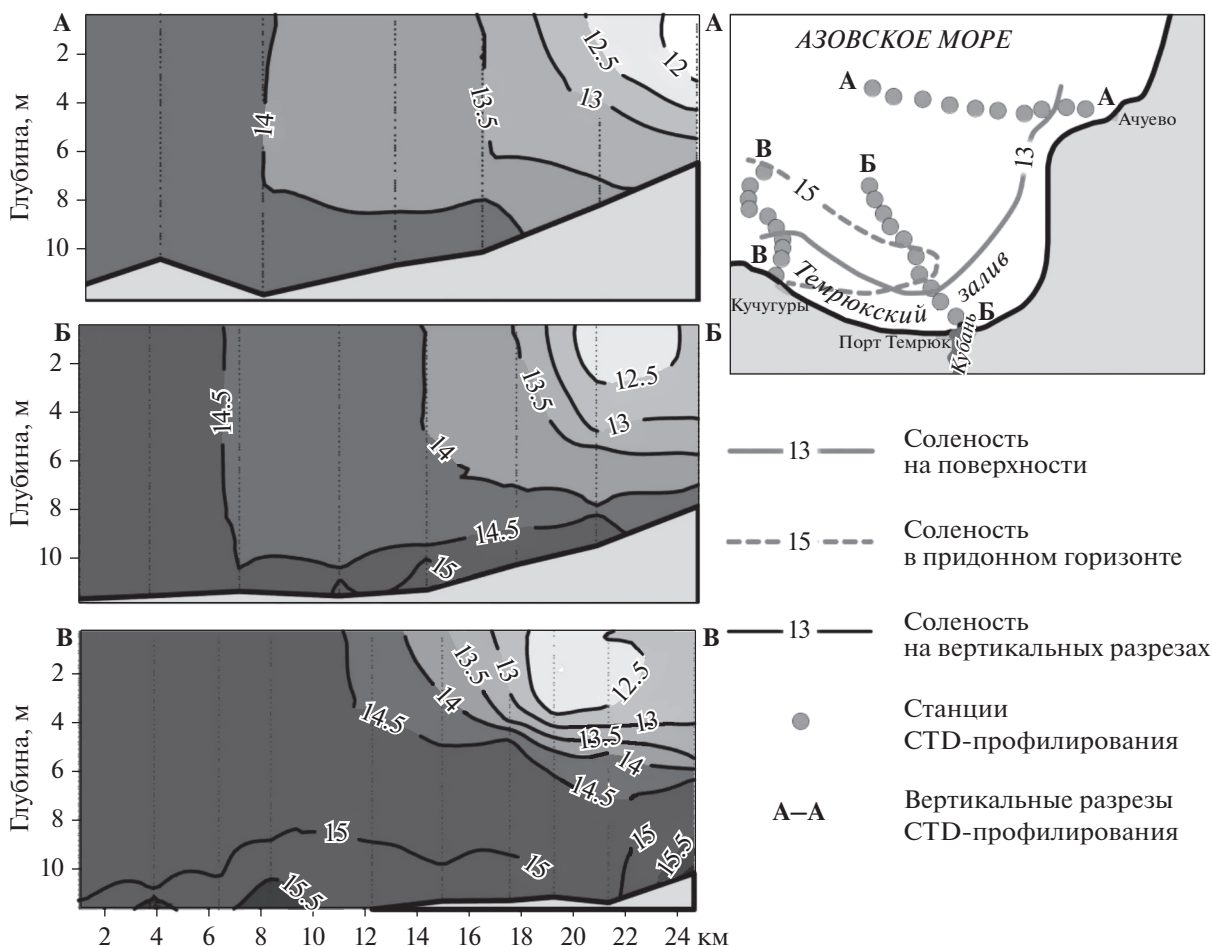 А
А
Глубина, м
2
4
6
8
10
14
13.5
13
12.5
12
АЗОВСКОЕ МОРЕ
А
А
Ачуево
В
Б
15
13
В
Темрюкский
залив
Кучугуры
Б
Порт Темрюк
Кубань
Б
Б
Глубина, м
2
4
6
8
10
14.5
14
13.5
13
12.5
14.5
15
13
Соленость
на поверхности
15
Соленость
в придонном горизонте
13
Соленость
на вертикальных разрезах
Станции
CTD-профилирования
А–А
Вертикальные разрезы
CTD-профилирования
В
В
Глубина, м
2
4
6
8
10
14.5
14
13.5
13
12.5
13
13.5
14
14.5
15
15
15
15.5
15.5
2 4 6 8 10 12 14 16 18 20 22 24 км